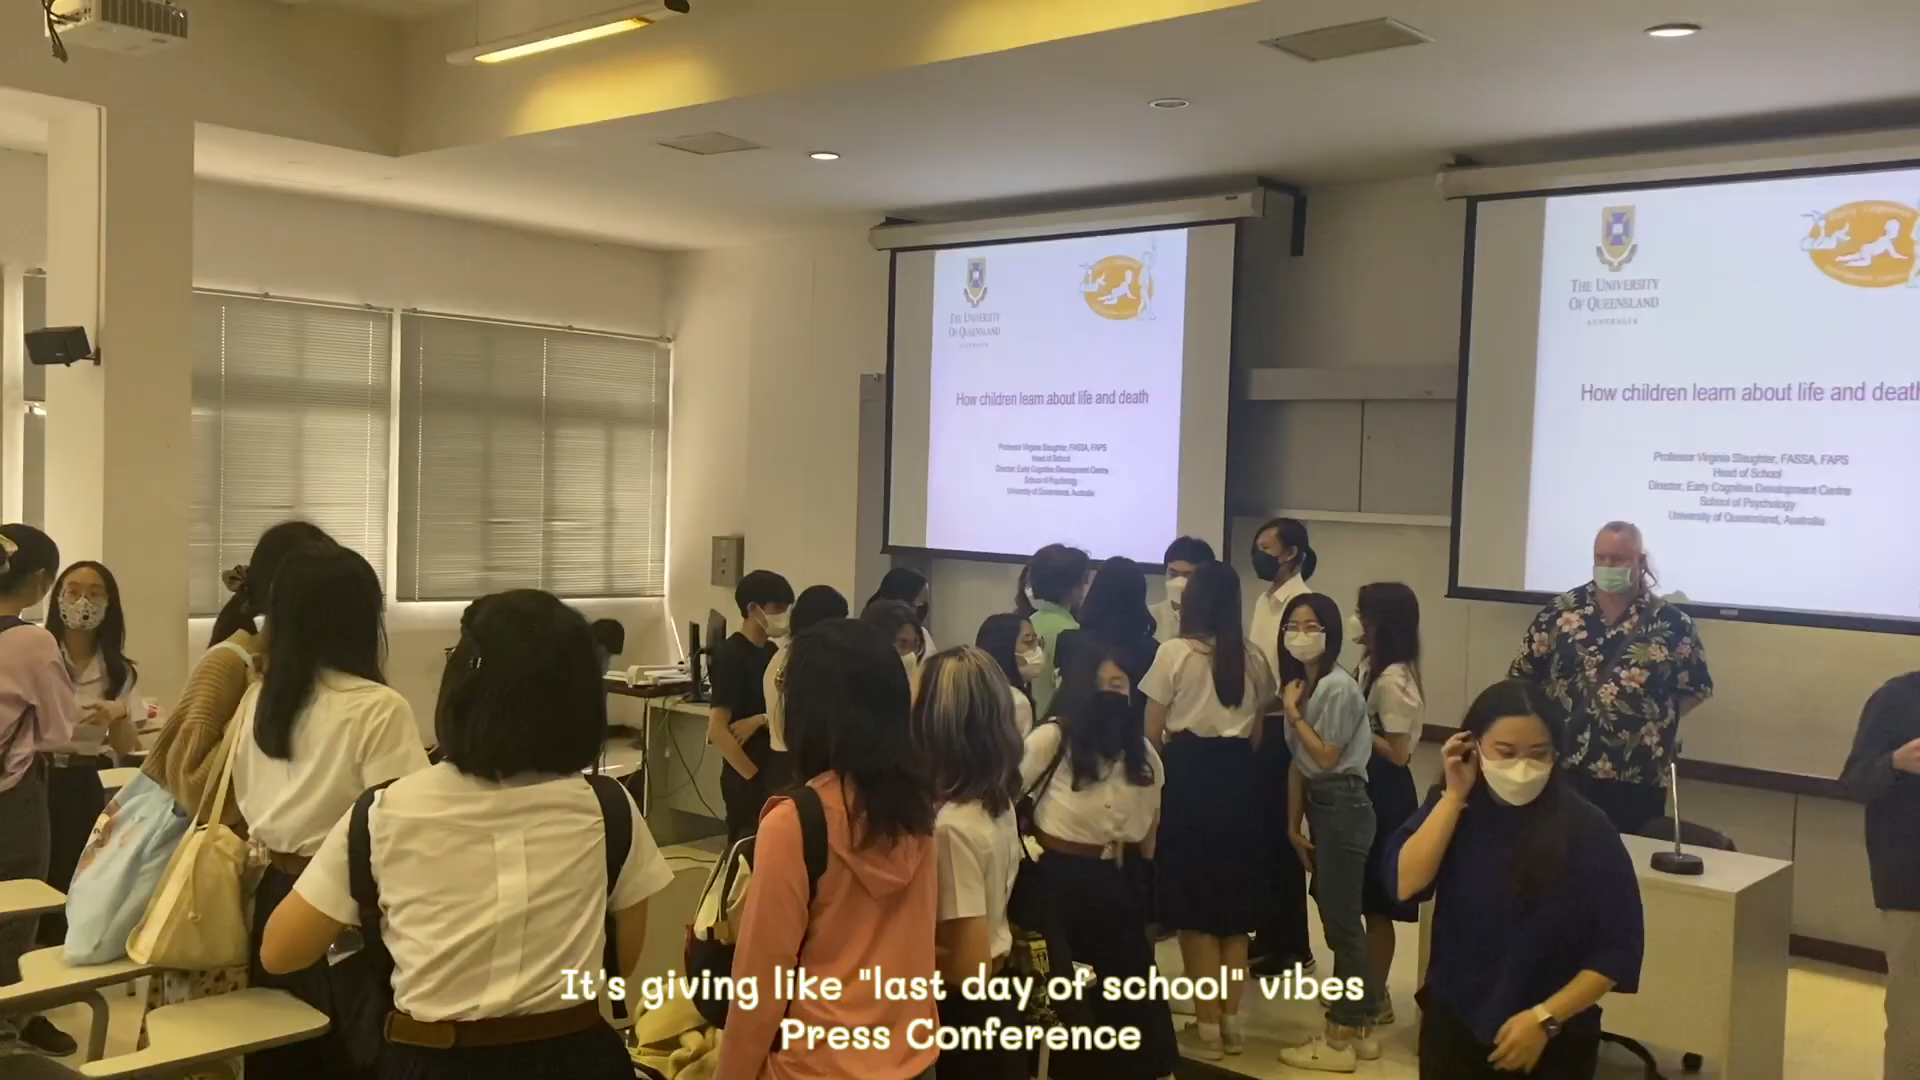 THE UNIVERSITY
OF QUEENSLAND
AUSTRALIA
How children learn about life and death
Professor Virginia Slaughter, FASSA, FAPS
Head of School
Director, Early Cognitive Development Centre
School of Psychology
University of Queensland, Australia
THE UNIVERSITY
OF QUEENSLAND
AUSTRALIA
How children learn about life and death
Professor Virginia Slaughter, FASSA, FAPS
Head of School
Director, Early Cognitive Development Centre
School of Psychology
University of Queensland, Australia
It's giving like "last day of school" vibes
Press Conference